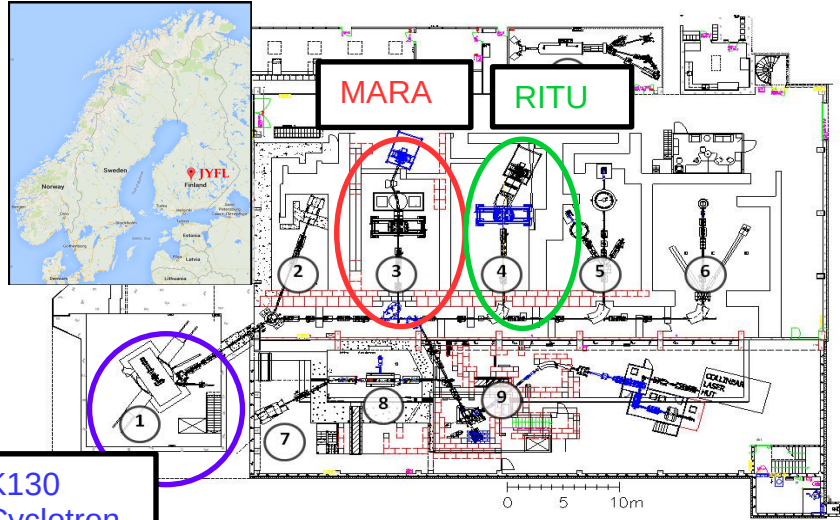 MARA
RITU
Norway
Sweden
JYFL
Finland
Estonia
Latvia
Lithuania
Denmark
2
3
4
5
6
1
8
9
7
COLLINEAR
LASER
HUT
K130
Cyclotron
0 5 10m